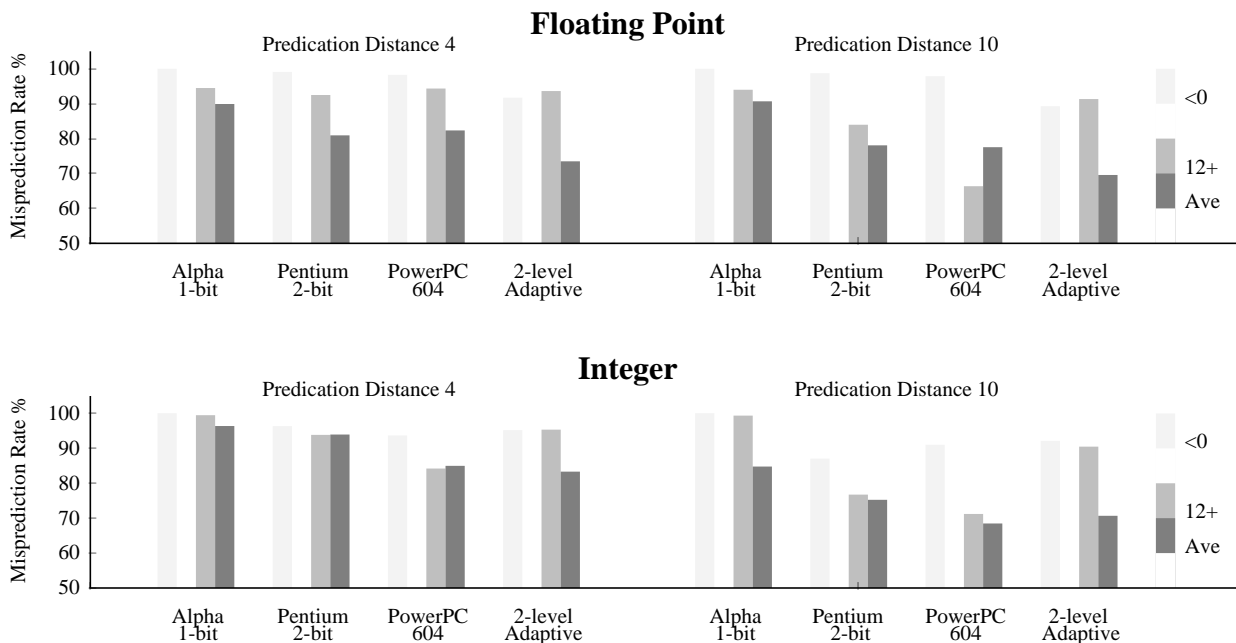 Floating Point
Predication Distance 4
Predication Distance 10
Misprediction Rate %
100
90
80
70
60
50
<0
12+
Ave
Alpha
1-bit
Pentium
2-bit
PowerPC
604
2-level
Adaptive
Alpha
1-bit
Pentium
2-bit
PowerPC
604
2-level
Adaptive
Integer
Predication Distance 4
Predication Distance 10
Misprediction Rate %
100
90
80
70
60
50
<0
12+
Ave
Alpha
1-bit
Pentium
2-bit
PowerPC
604
2-level
Adaptive
Alpha
1-bit
Pentium
2-bit
PowerPC
604
2-level
Adaptive